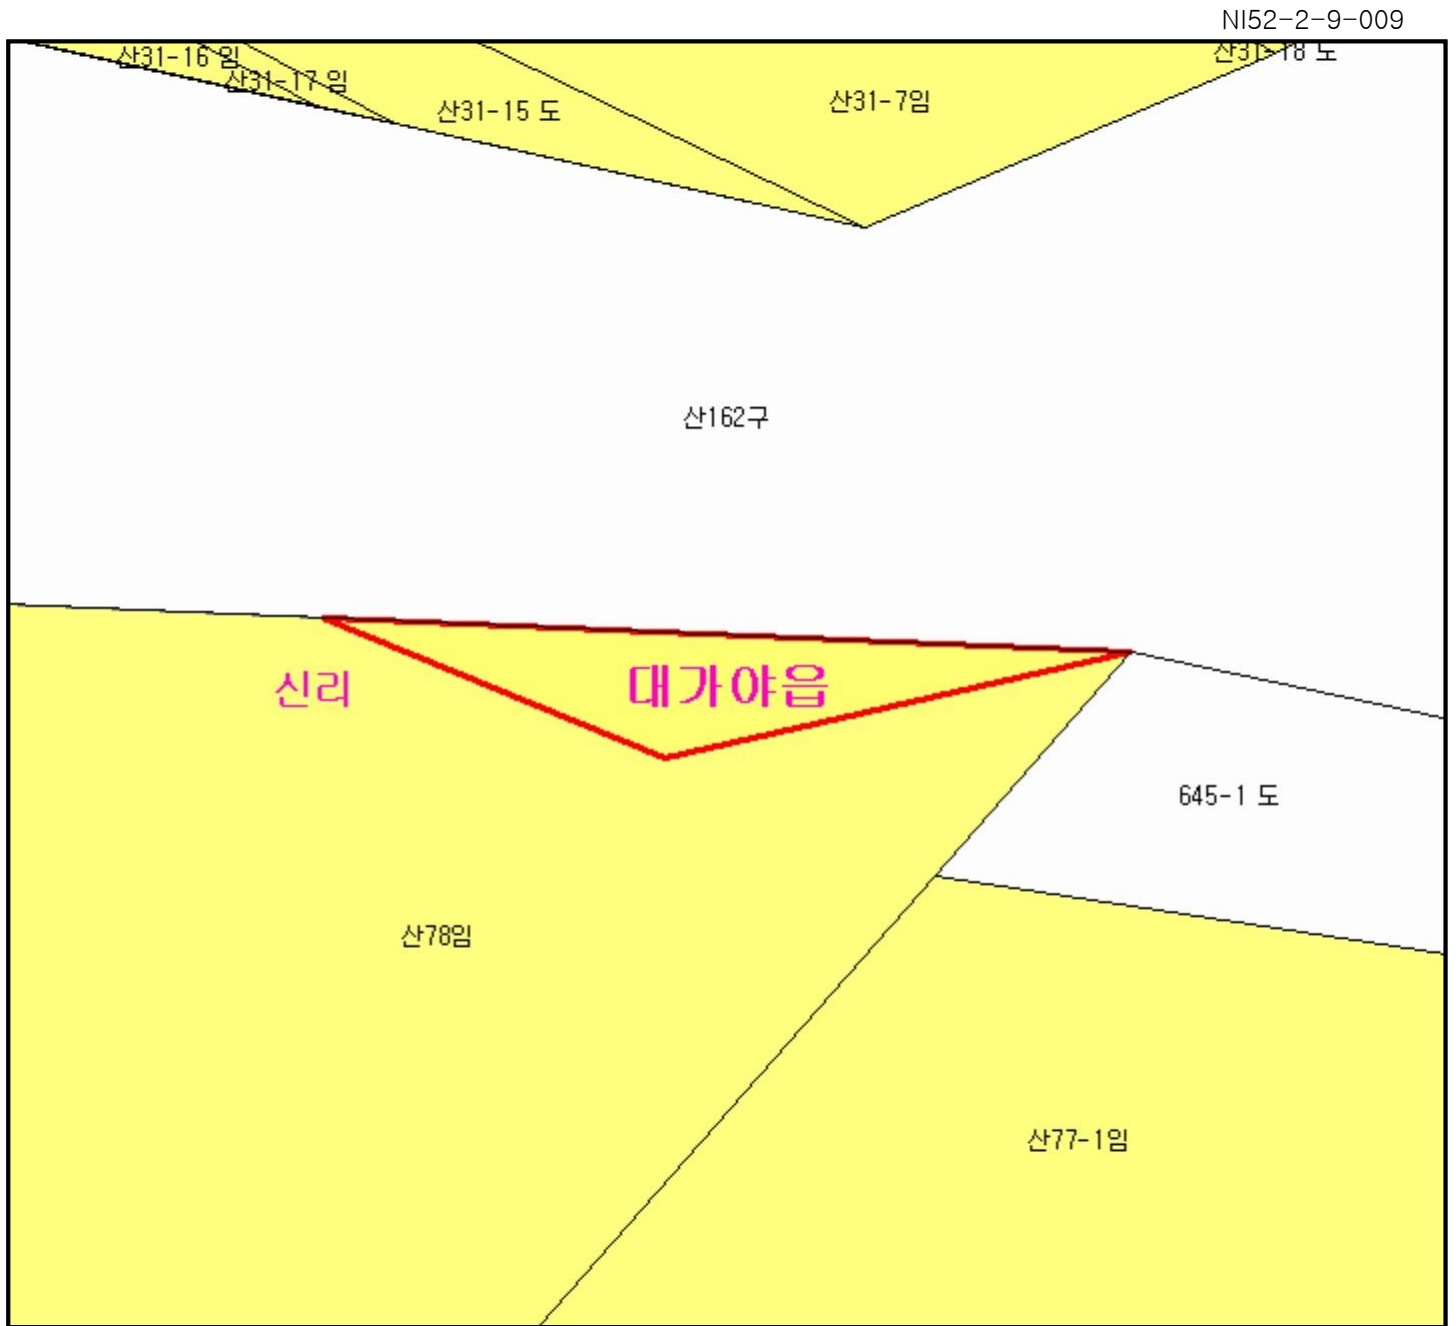 NI52-2-9-009
산31-16 임
산31-17 임
산31-15 도
산31-7임
산31-18 도
산162구
신리
대가야읍
645-1 도
산78임
산77-1임